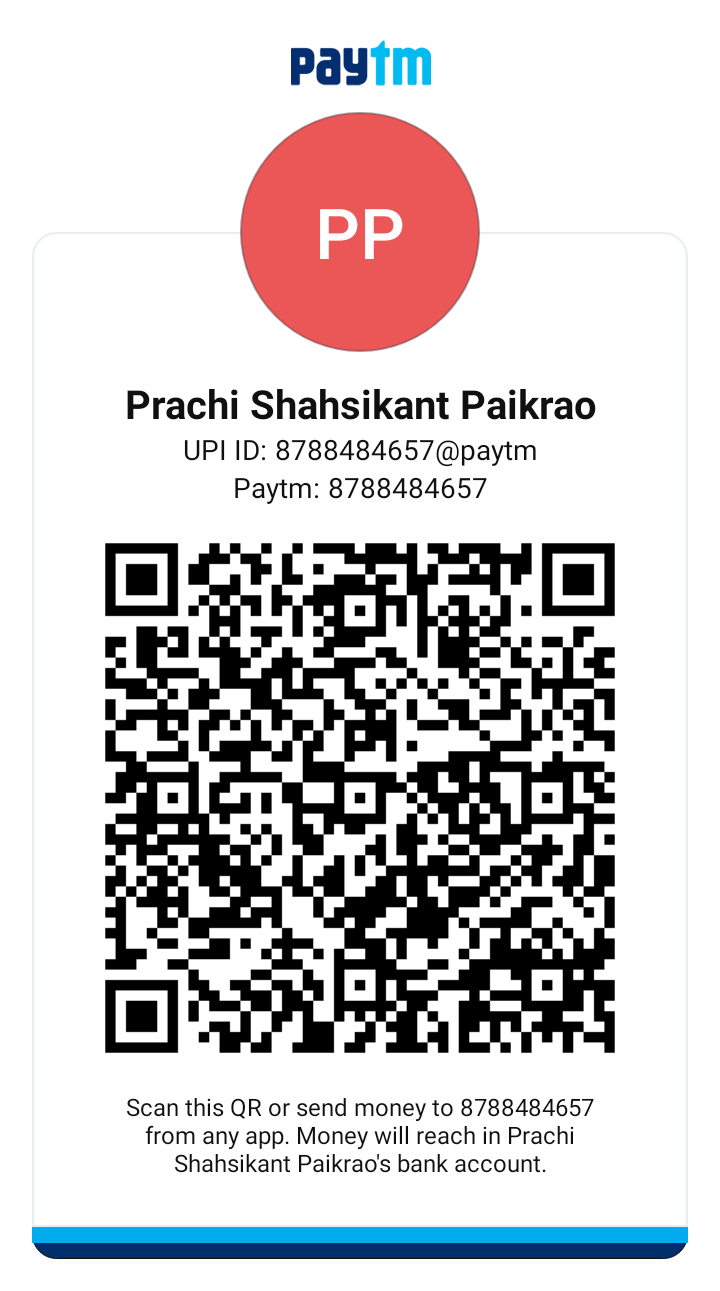 paytm
PP
Prachi Shahsikant Paikrao
UPI ID: 8788484657@paytm
Paytm: 8788484657
Scan this QR or send money to 8788484657
from any app. Money will reach in Prachi
Shahsikant Paikrao's bank account.